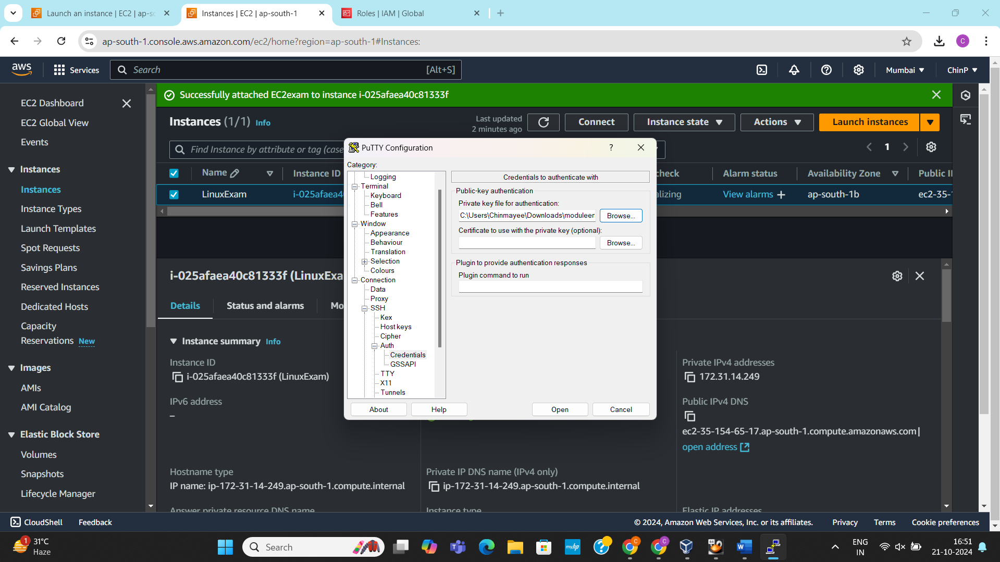 Launch an instance | EC2 | ap-so
Instances | EC2 | ap-south-1
Roles | IAM | Global
ap-south-1.console.aws.amazon.com/ec2/home?region=ap-south-1#Instances:
C
aws
Services
Search
[Alt+S]
Mumbai
ChinP
EC2 Dashboard
EC2 Global View
Events
Instances
Instances
Instance Types
Launch Templates
Spot Requests
Savings Plans
Reserved Instances
Dedicated Hosts
Capacity
Reservations New
Images
AMIs
AMI Catalog
Elastic Block Store
Volumes
Snapshots
Lifecycle Manager
Successfully attached EC2exam to instance i-025afaea40c81333f
Instances (1/1) Info
Last updated
2 minutes ago
Connect
Instance state
Actions
Launch instances
Find Instance by attribute or tag (case
1
Name
Instance ID
check
Alarm status
Availability Zone
Public I
LinuxExam
i-025afaea4
alizing
View alarms +
ap-south-1b
ec2-35-
i-025afaea40c81333f (LinuxExa
Details
Status and alarms
Mo
Instance summary Info
Instance ID
i-025afaea40c81333f (LinuxExam)
IPv6 address
–
Private IPv4 addresses
172.31.14.249
Public IPv4 DNS
ec2-35-154-65-17.ap-south-1.compute.amazonaws.com |
open address
Hostname type
IP name: ip-172-31-14-249.ap-south-1.compute.internal
Private IP DNS name (IPv4 only)
ip-172-31-14-249.ap-south-1.compute.internal
Answer private resource DNS name
Instance type
Elastic IP addresses
PuTTY Configuration
?
Category:
Logging
Terminal
Keyboard
Bell
Features
Window
Appearance
Behaviour
Translation
Selection
Colours
Connection
Data
Proxy
SSH
Kex
Host keys
Cipher
Auth
Credentials
GSSAPI
TTY
X11
Tunnels
Credentials to authenticate with
Public-key authentication
Private key file for authentication:
C:\Users\Chinmayee\Downloads\moduleer
Browse...
Certificate to use with the private key (optional):
Browse...
Plugin to provide authentication responses
Plugin command to run
About
Help
Open
Cancel
CloudShell
Feedback
© 2024, Amazon Web Services, Inc. or its affiliates.
Privacy
Terms
Cookie preferences
1
31°C
Haze
Search
myhp
C
C
64
ENG
IN
16:51
21-10-2024